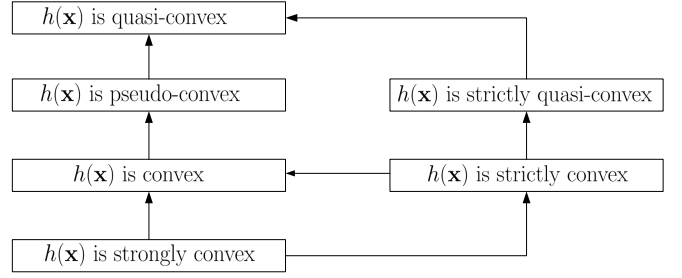 h(x) is quasi-convex
h(x) is pseudo-convex
h(x) is strictly quasi-convex
h(x) is convex
h(x) is strictly convex
h(x) is strongly convex